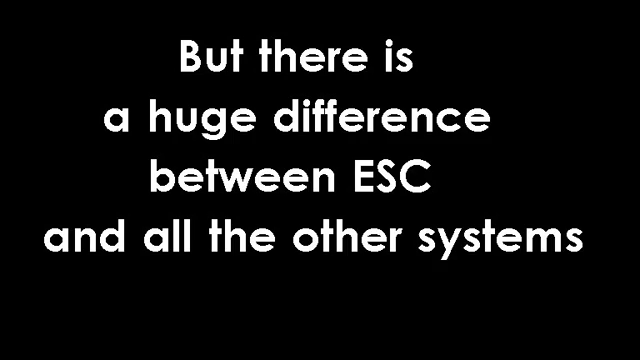 But there is
a huge difference
between ESC
and all the other systems